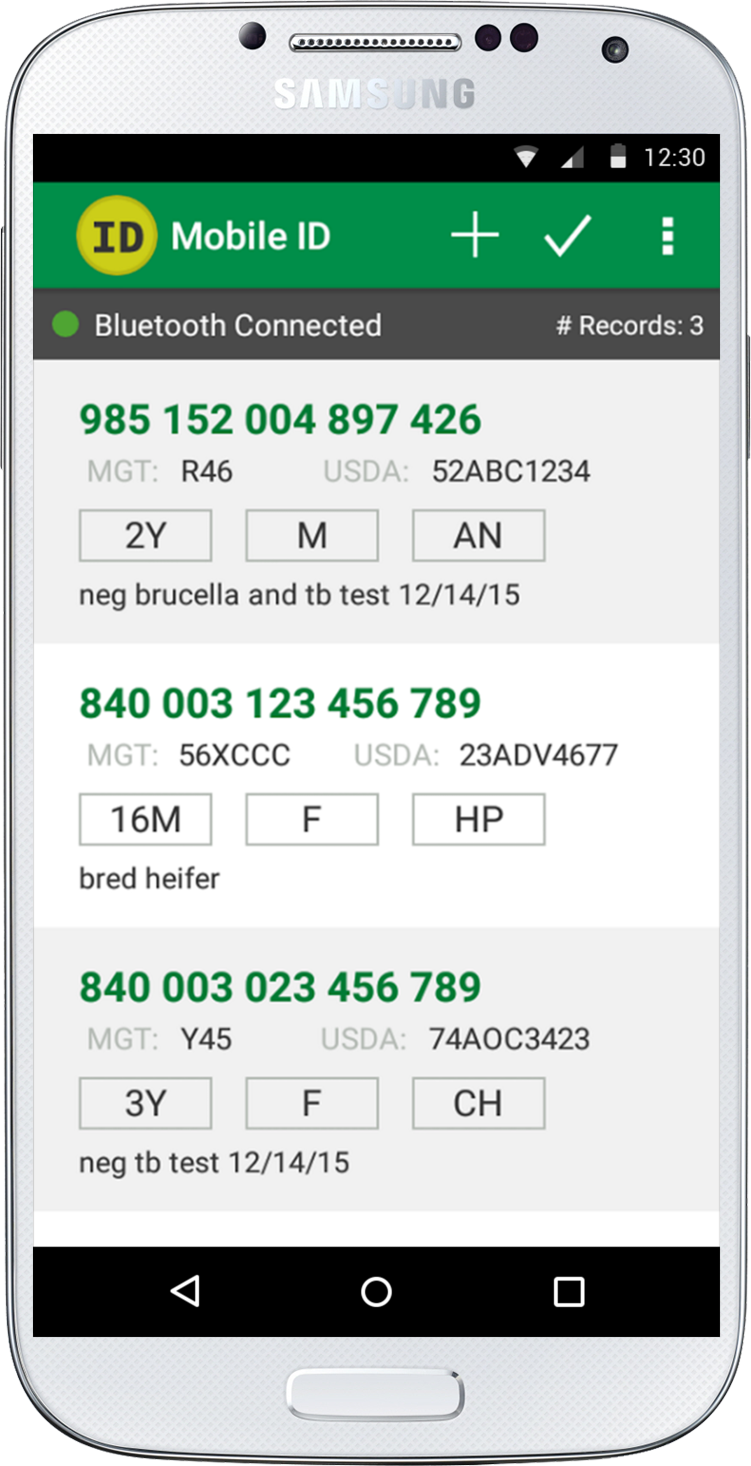 SAMSUNG
12:30
ID Mobile ID
Bluetooth Connected # Records: 3
985 152 004 897 426
MGT: R46 USDA: 52ABC1234
2Y M AN
neg brucella and tb test 12/14/15
840 003 123 456 789
MGT: 56XCCC USDA: 23ADV4677
16M F HP
bred heifer
840 003 023 456 789
MGT: Y45 USDA: 74AOC3423
3Y F CH
neg tb test 12/14/15